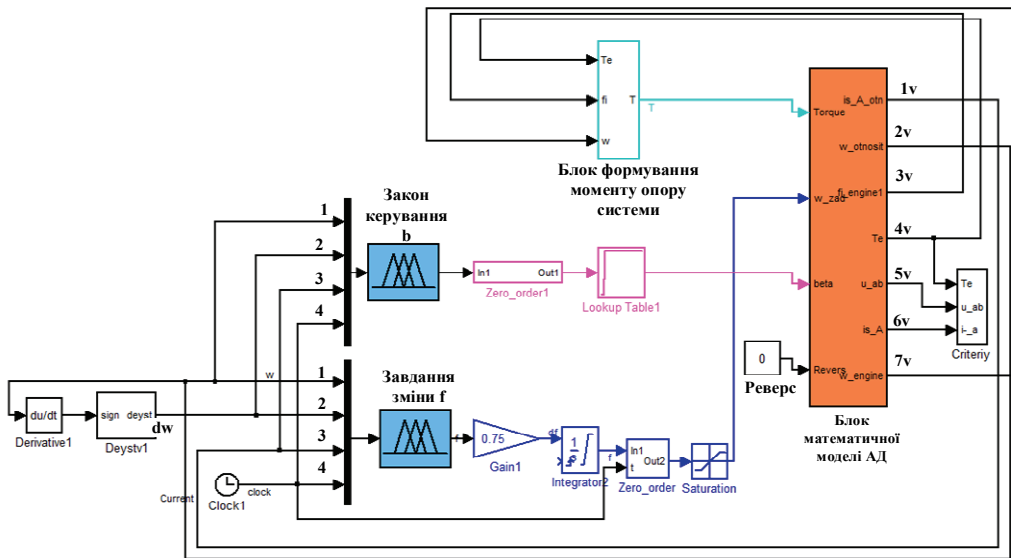 Te
fi
w
T
T
Блок формування
моменту опору
системи
Torque
w_zad
beta
Revers
is_A_otn
w_otnosit
fi_engine1
Te
u_ab
is_A
w_engine
1v
2v
3v
4v
5v
6v
7v
Te
u_ab
i-_a
Criteriy
Блок
математичної
моделі АД
0
Реверс
Закон
керування
b
1
2
3
4
In1
Out1
Zero_order1
Lookup Table1
Завдання
зміни f
w
1
2
3
4
f
0.75
Gain1
df
1
s
Integrator2
f
In1
t
Out2
Zero_order
Saturation
du/dt
Derivative1
sign
deyst
Deystv1
dw
Current
clock
Clock1